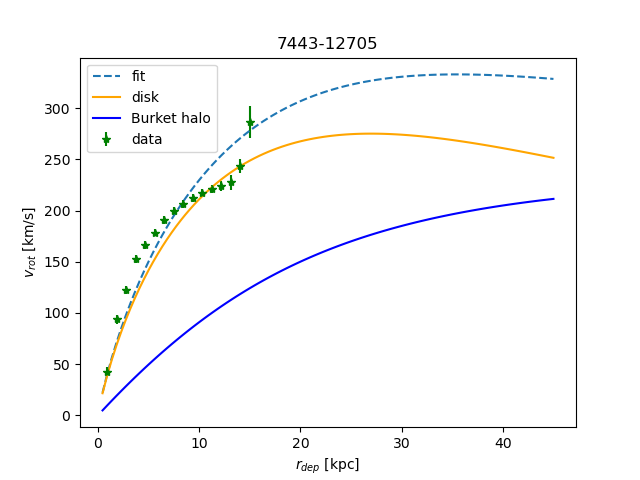 7443-12705
fit
disk
Burket halo
data
v_rot [km/s]
300
250
200
150
100
50
0
0 10 20 30 40
r_dep [kpc]